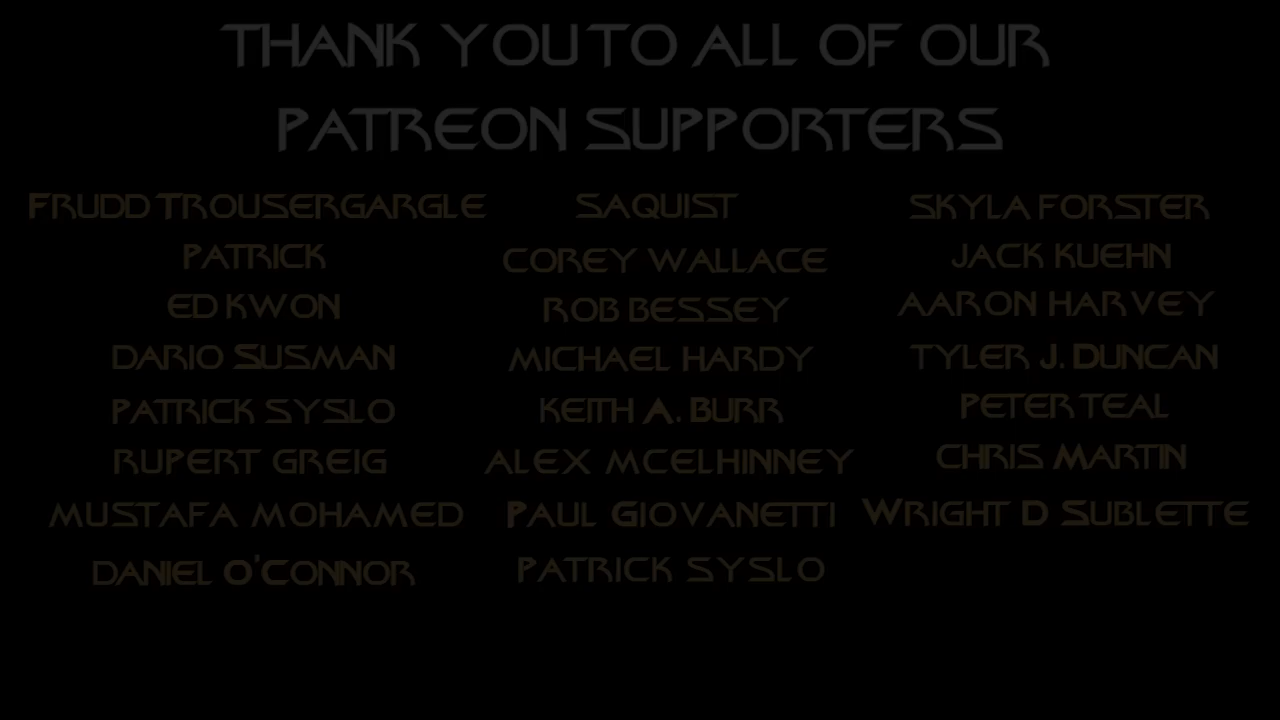 THANK YOU TO ALL OF OUR
PATREON SUPPORTERS
FRUDD TROUSERGARGLE
PATRICK
ED KWON
DARIO SUSMAN
PATRICK SYSLO
RUPERT GREIG
MUSTAFA MOHAMED
DANIEL O'CONNOR
SAQUIST
COREY WALLACE
ROB BESSEY
MICHAEL HARDY
KEITH A. BURR
ALEX MCELHINNEY
PAUL GIOVANETTI
PATRICK SYSLO
SKYLA FORSTER
JACK KUEHN
AARON HARVEY
TYLER J. DUNCAN
PETER TEAL
CHRIS MARTIN
WRIGHT D SUBLETTE